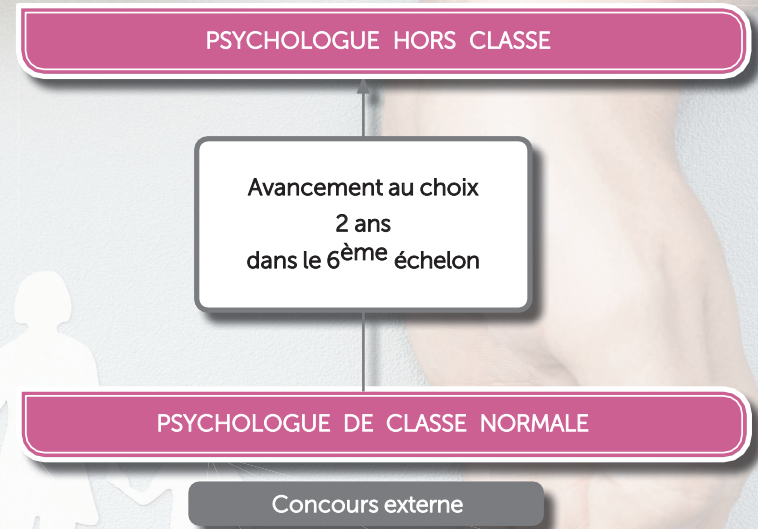 PSYCHOLOGUE HORS CLASSE
Avancement au choix
2 ans
dans le 6ème échelon
PSYCHOLOGUE DE CLASSE NORMALE
Concours externe